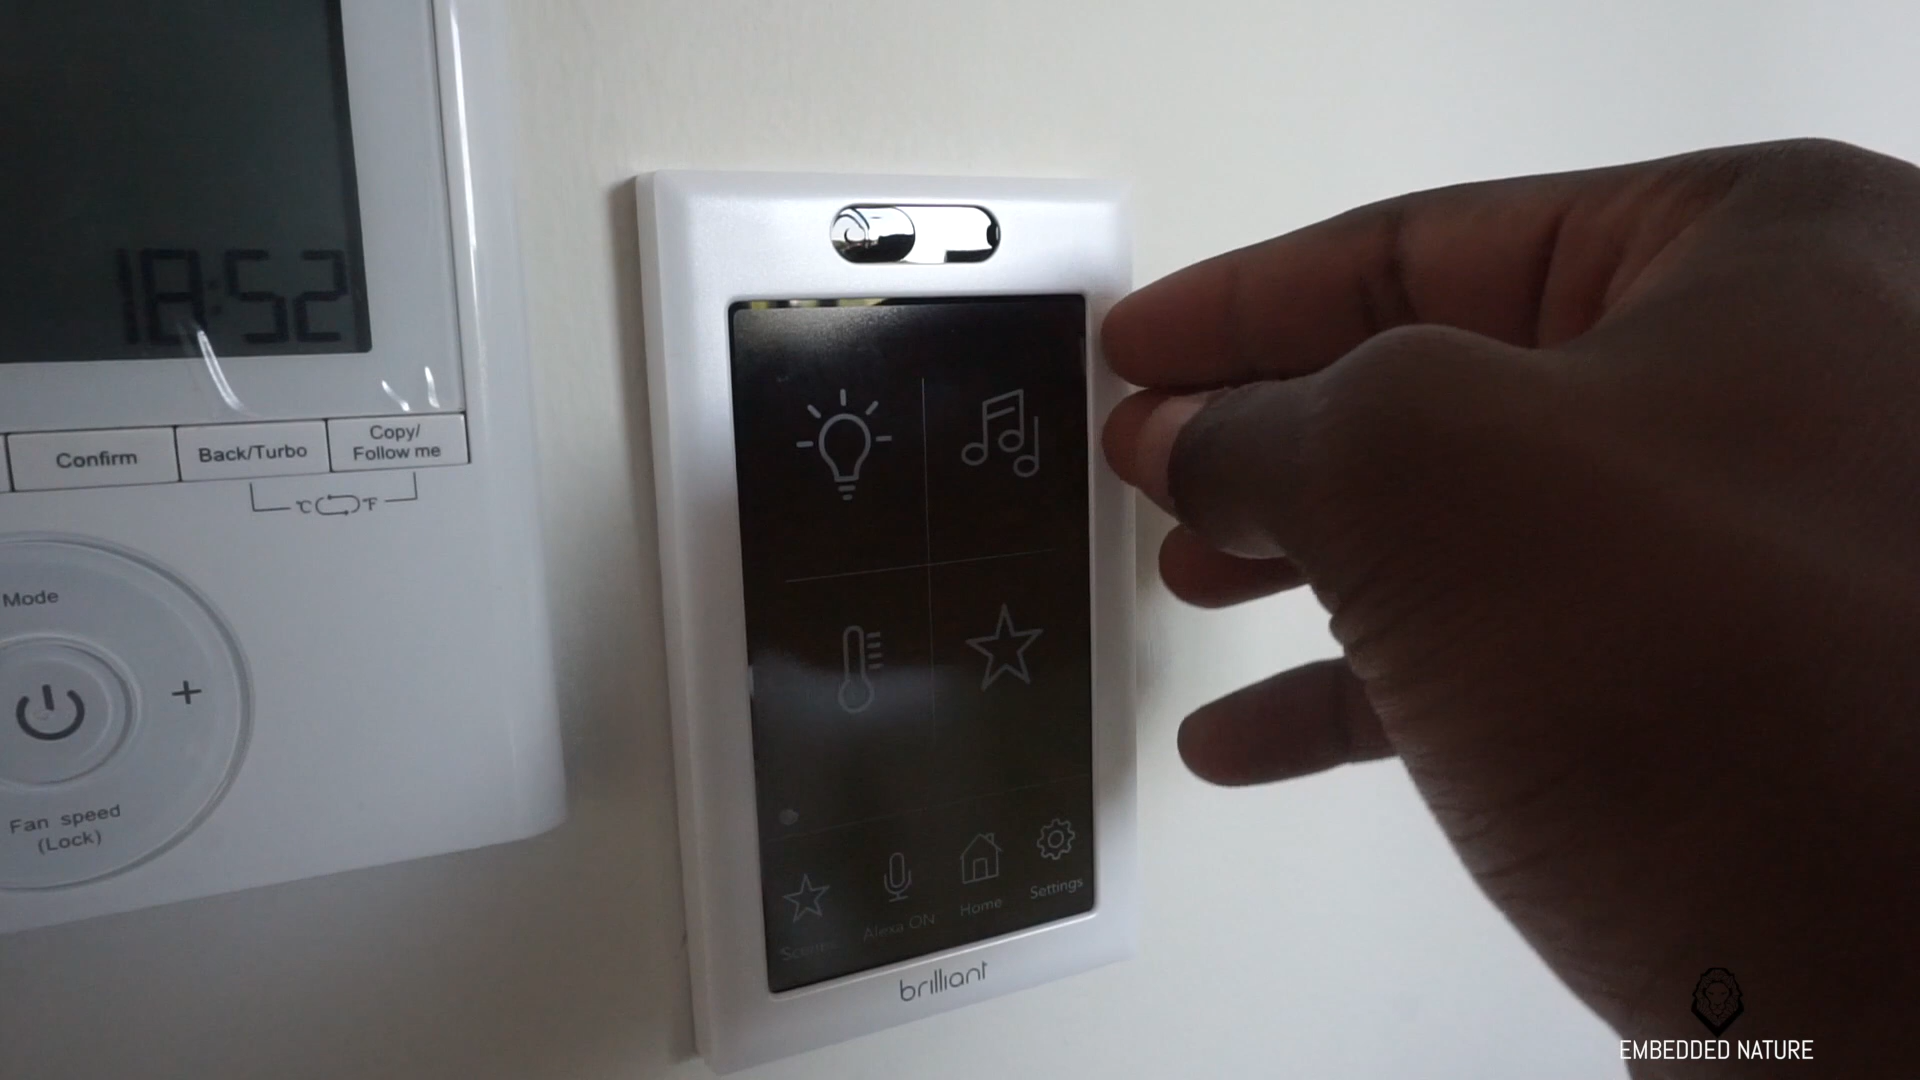 18:52
Confirm
Back/Turbo
Copy/
Follow me
°C
°F
Mode
+
Fan speed
(Lock)
Scenes
Alexa ON
Home
Settings
brilliant
EMBEDDED NATURE